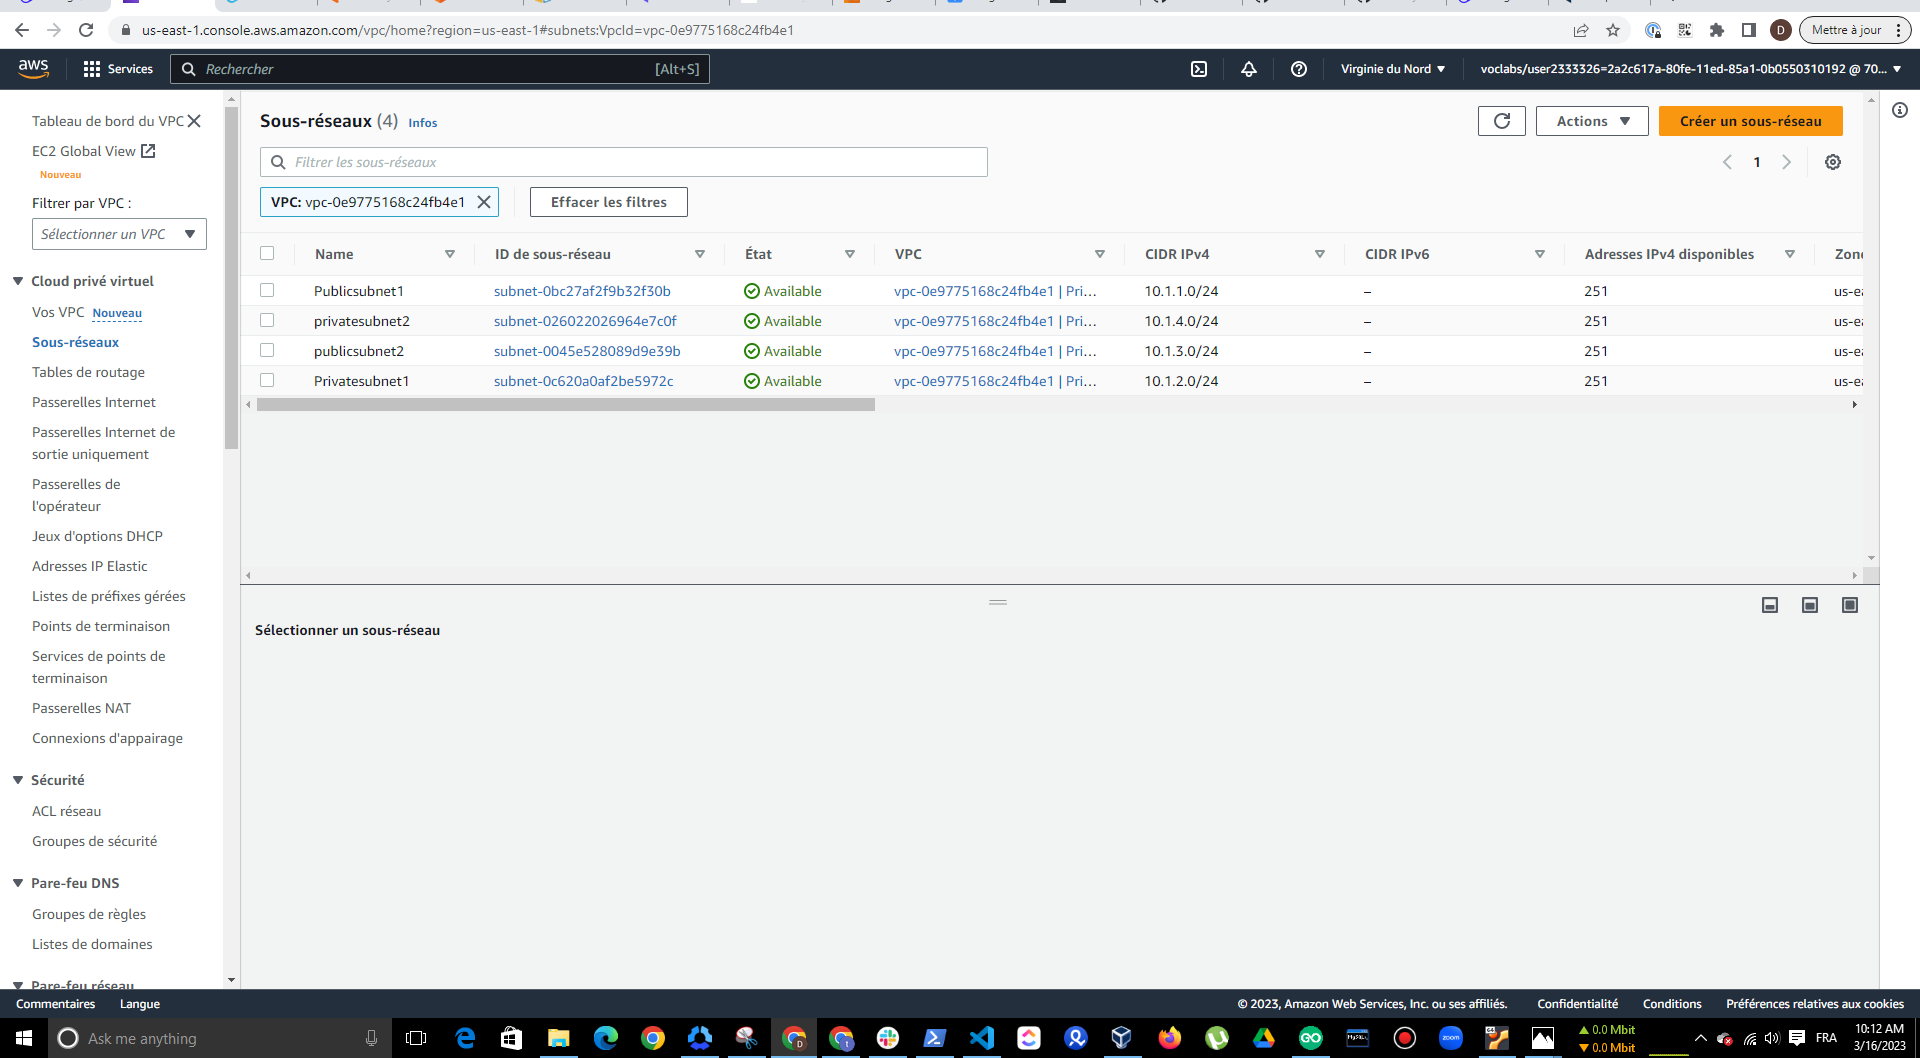 us-east-1.console.aws.amazon.com/vpc/home?region=us-east-1#subnets:VpcId=vpc-0e9775168c24fb4e1
D
Mettre à jour
aws
Services
Rechercher
[Alt+S]
Virginie du Nord
voclabs/user2333326=2a2c617a-80fe-11ed-85a1-0b0550310192 @ 70...
Tableau de bord du VPC
EC2 Global View
Nouveau
Filtrer par VPC :
Sélectionner un VPC
Cloud privé virtuel
Vos VPC Nouveau
Sous-réseaux
Tables de routage
Passerelles Internet
Passerelles Internet de
sortie uniquement
Passerelles de
l'opérateur
Jeux d'options DHCP
Adresses IP Elastic
Listes de préfixes gérées
Points de terminaison
Services de points de
terminaison
Passerelles NAT
Connexions d'appairage
Sécurité
ACL réseau
Groupes de sécurité
Pare-feu DNS
Groupes de règles
Listes de domaines
Pare-feu réseau
Sous-réseaux (4) Infos
Actions
Créer un sous-réseau
Filtrer les sous-réseaux
1
VPC: vpc-0e9775168c24fb4e1
Effacer les filtres
Name ID de sous-réseau État VPC CIDR IPv4 CIDR IPv6 Adresses IPv4 disponibles Zone
Publicsubnet1 subnet-0bc27af2f9b32f30b Available vpc-0e9775168c24fb4e1 | Pri... 10.1.1.0/24 – 251 us-ea
privatesubnet2 subnet-026022026964e7c0f Available vpc-0e9775168c24fb4e1 | Pri... 10.1.4.0/24 – 251 us-ea
publicsubnet2 subnet-0045e528089d9e39b Available vpc-0e9775168c24fb4e1 | Pri... 10.1.3.0/24 – 251 us-ea
Privatesubnet1 subnet-0c620a0af2be5972c Available vpc-0e9775168c24fb4e1 | Pri... 10.1.2.0/24 – 251 us-ea
Sélectionner un sous-réseau
Commentaires
Langue
© 2023, Amazon Web Services, Inc. ou ses affiliés.
Confidentialité
Conditions
Préférences relatives aux cookies
Ask me anything
zoom
0.0 Mbit
0.0 Mbit
FRA
10:12 AM
3/16/2023